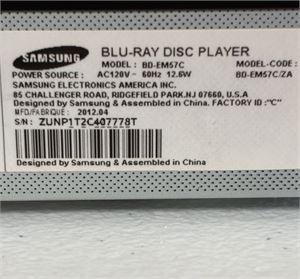 SAMSUNG
BLU-RAY DISC PLAYER
MODEL: BD-EM57C MODEL-CODE:
POWER SOURCE: AC120V~ 60Hz 12.6W BD-EM57C/ZA
SAMSUNG ELECTRONICS AMERICA INC.
85 CHALLENGER ROAD, RIDGEFIELD PARK.NJ 07660, U.S.A
Designed by Samsung / Assembled in China. FACTORY ID :"C"
MFD/FABRIQUE: 2012.04
S/N: ZUNP1T2C407778T
Designed by Samsung / Assembled in China